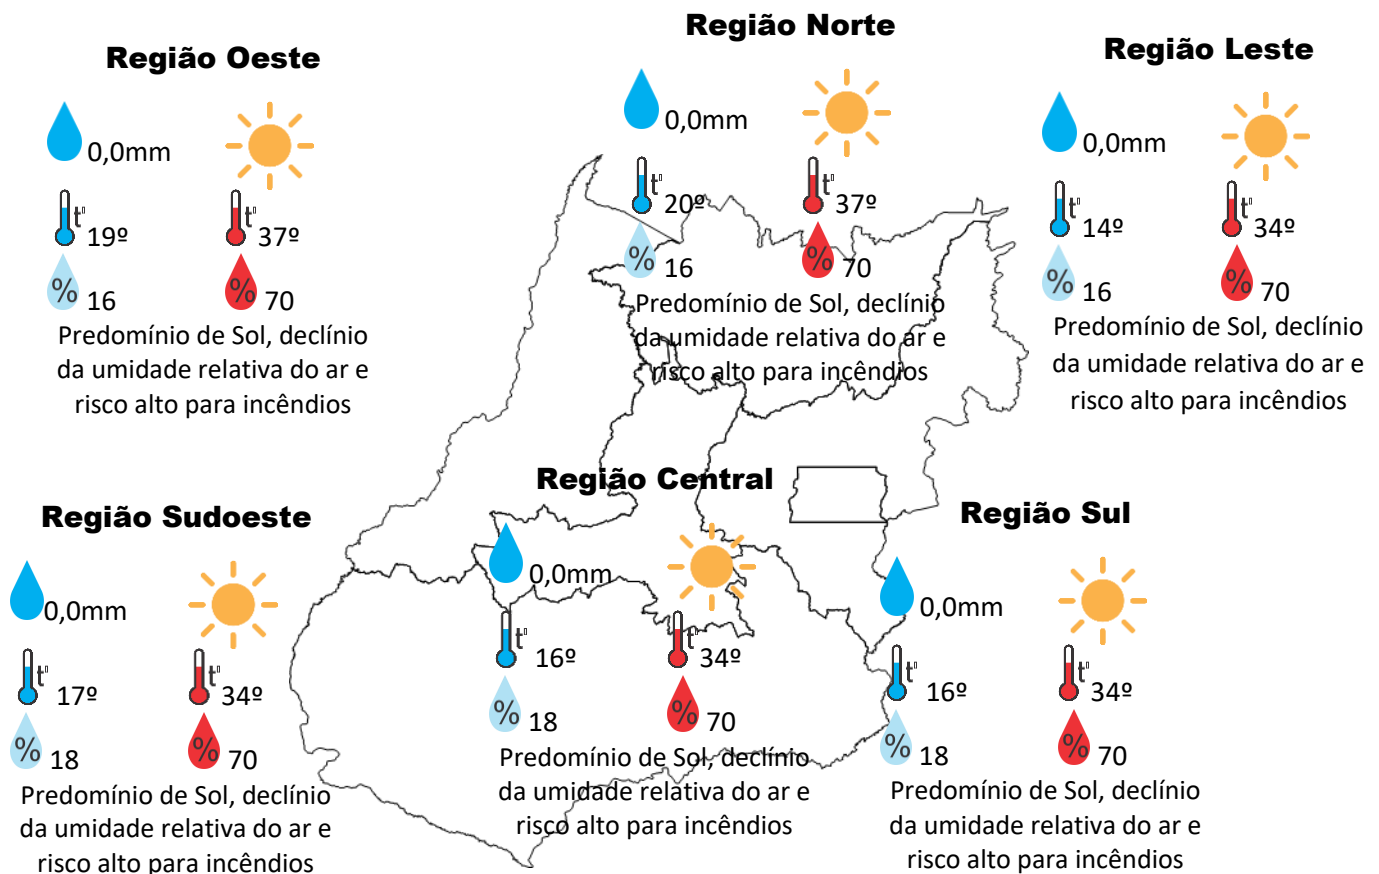 Região Oeste
0,0mm
t°
19º
t°
37º
%
16
%
70
Predomínio de Sol, declínio
da umidade relativa do ar e
risco alto para incêndios
Região Norte
0,0mm
t°
20º
t°
37º
%
16
%
70
Predomínio de Sol, declínio
da umidade relativa do ar e
risco alto para incêndios
Região Leste
0,0mm
t°
14º
t°
34º
%
16
%
70
Predomínio de Sol, declínio
da umidade relativa do ar e
risco alto para incêndios
Região Sudoeste
0,0mm
t°
17º
t°
34º
%
18
%
70
Predomínio de Sol, declínio
da umidade relativa do ar e
risco alto para incêndios
Região Central
0,0mm
t°
16º
t°
34º
%
18
%
70
Predomínio de Sol, declínio
da umidade relativa do ar e
risco alto para incêndios
Região Sul
0,0mm
t°
16º
t°
34º
%
18
%
70
Predomínio de Sol, declínio
da umidade relativa do ar e
risco alto para incêndios